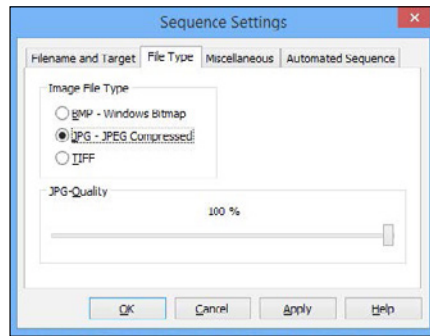 Sequence Settings
Filename and Target File Type Miscellaneous Automated Sequence
Image File Type
BMP - Windows Bitmap
JPG - JPEG Compressed
TIFF
JPG-Quality
100 %
OK Cancel Apply Help